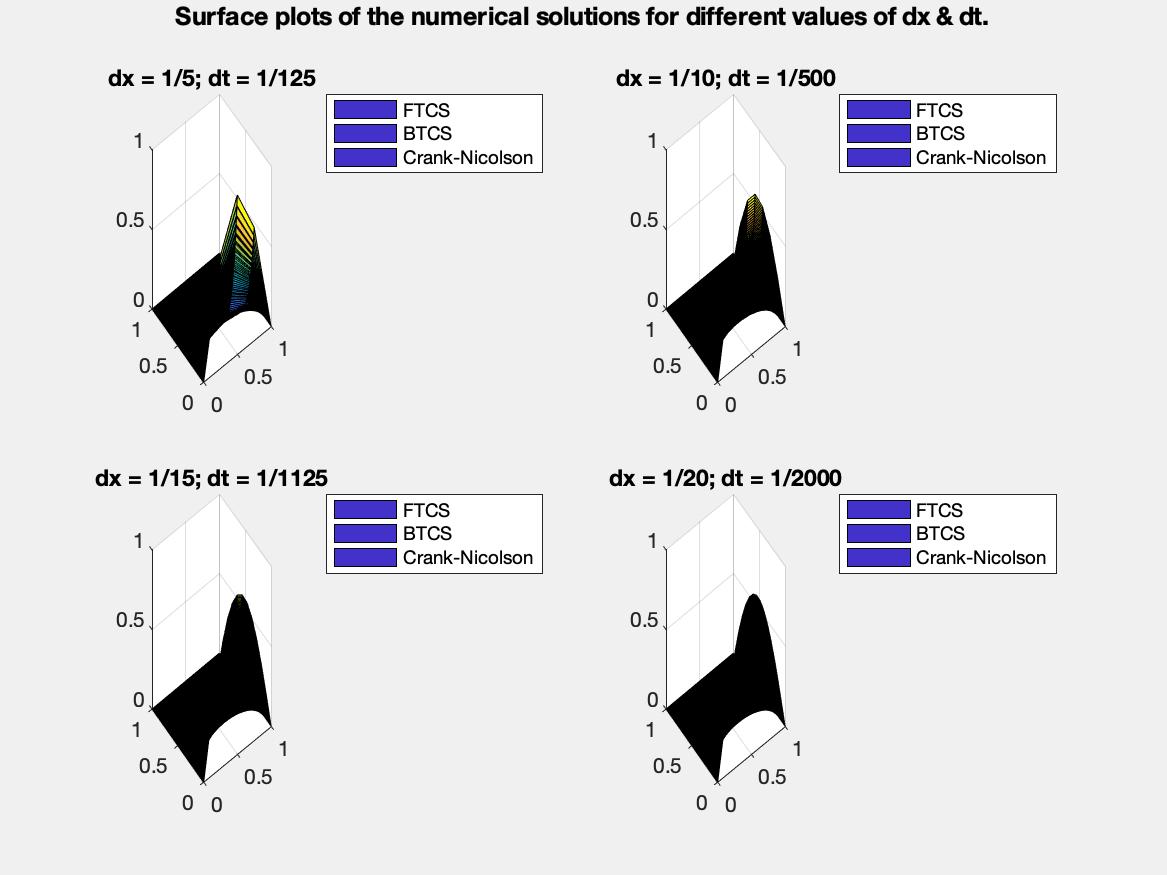 Surface plots of the numerical solutions for different values of dx & dt.
dx = 1/5; dt = 1/125
FTCS
BTCS
Crank-Nicolson
1
0.5
0
1
0.5
0
0
0.5
1
dx = 1/10; dt = 1/500
FTCS
BTCS
Crank-Nicolson
1
0.5
0
1
0.5
0
0
0.5
1
dx = 1/15; dt = 1/1125
FTCS
BTCS
Crank-Nicolson
1
0.5
0
1
0.5
0
0
0.5
1
dx = 1/20; dt = 1/2000
FTCS
BTCS
Crank-Nicolson
1
0.5
0
1
0.5
0
0
0.5
1